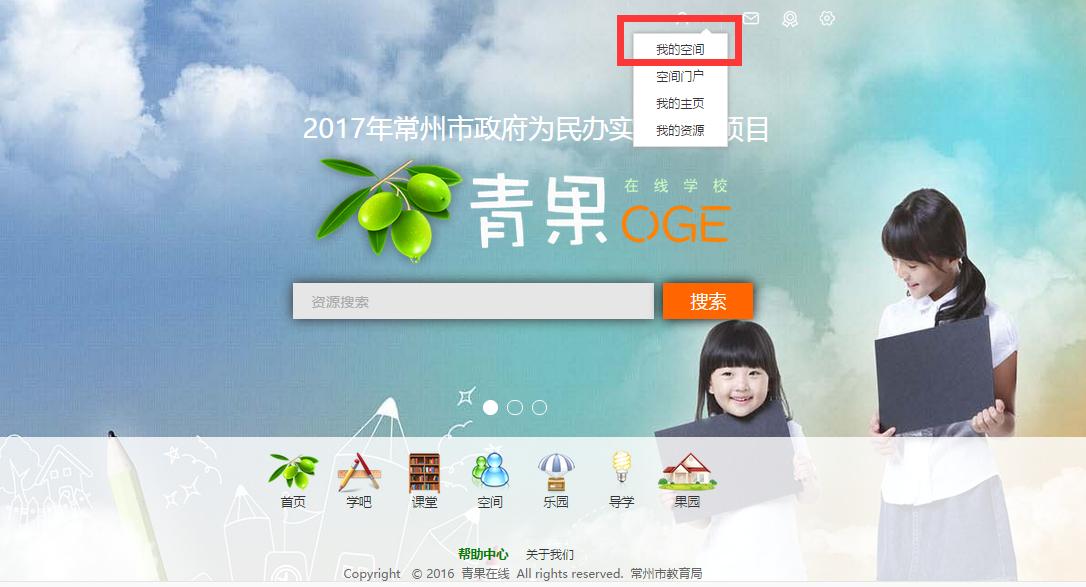 我的空间
空间门户
我的主页
我的资源
2017年常州市政府为民办实 项目
青果
在线学校
OGE
资源搜索
搜索
首页 学吧 课堂 空间 乐园 导学 果园
帮助中心 关于我们
Copyright © 2016 青果在线 All rights reserved. 常州市教育局